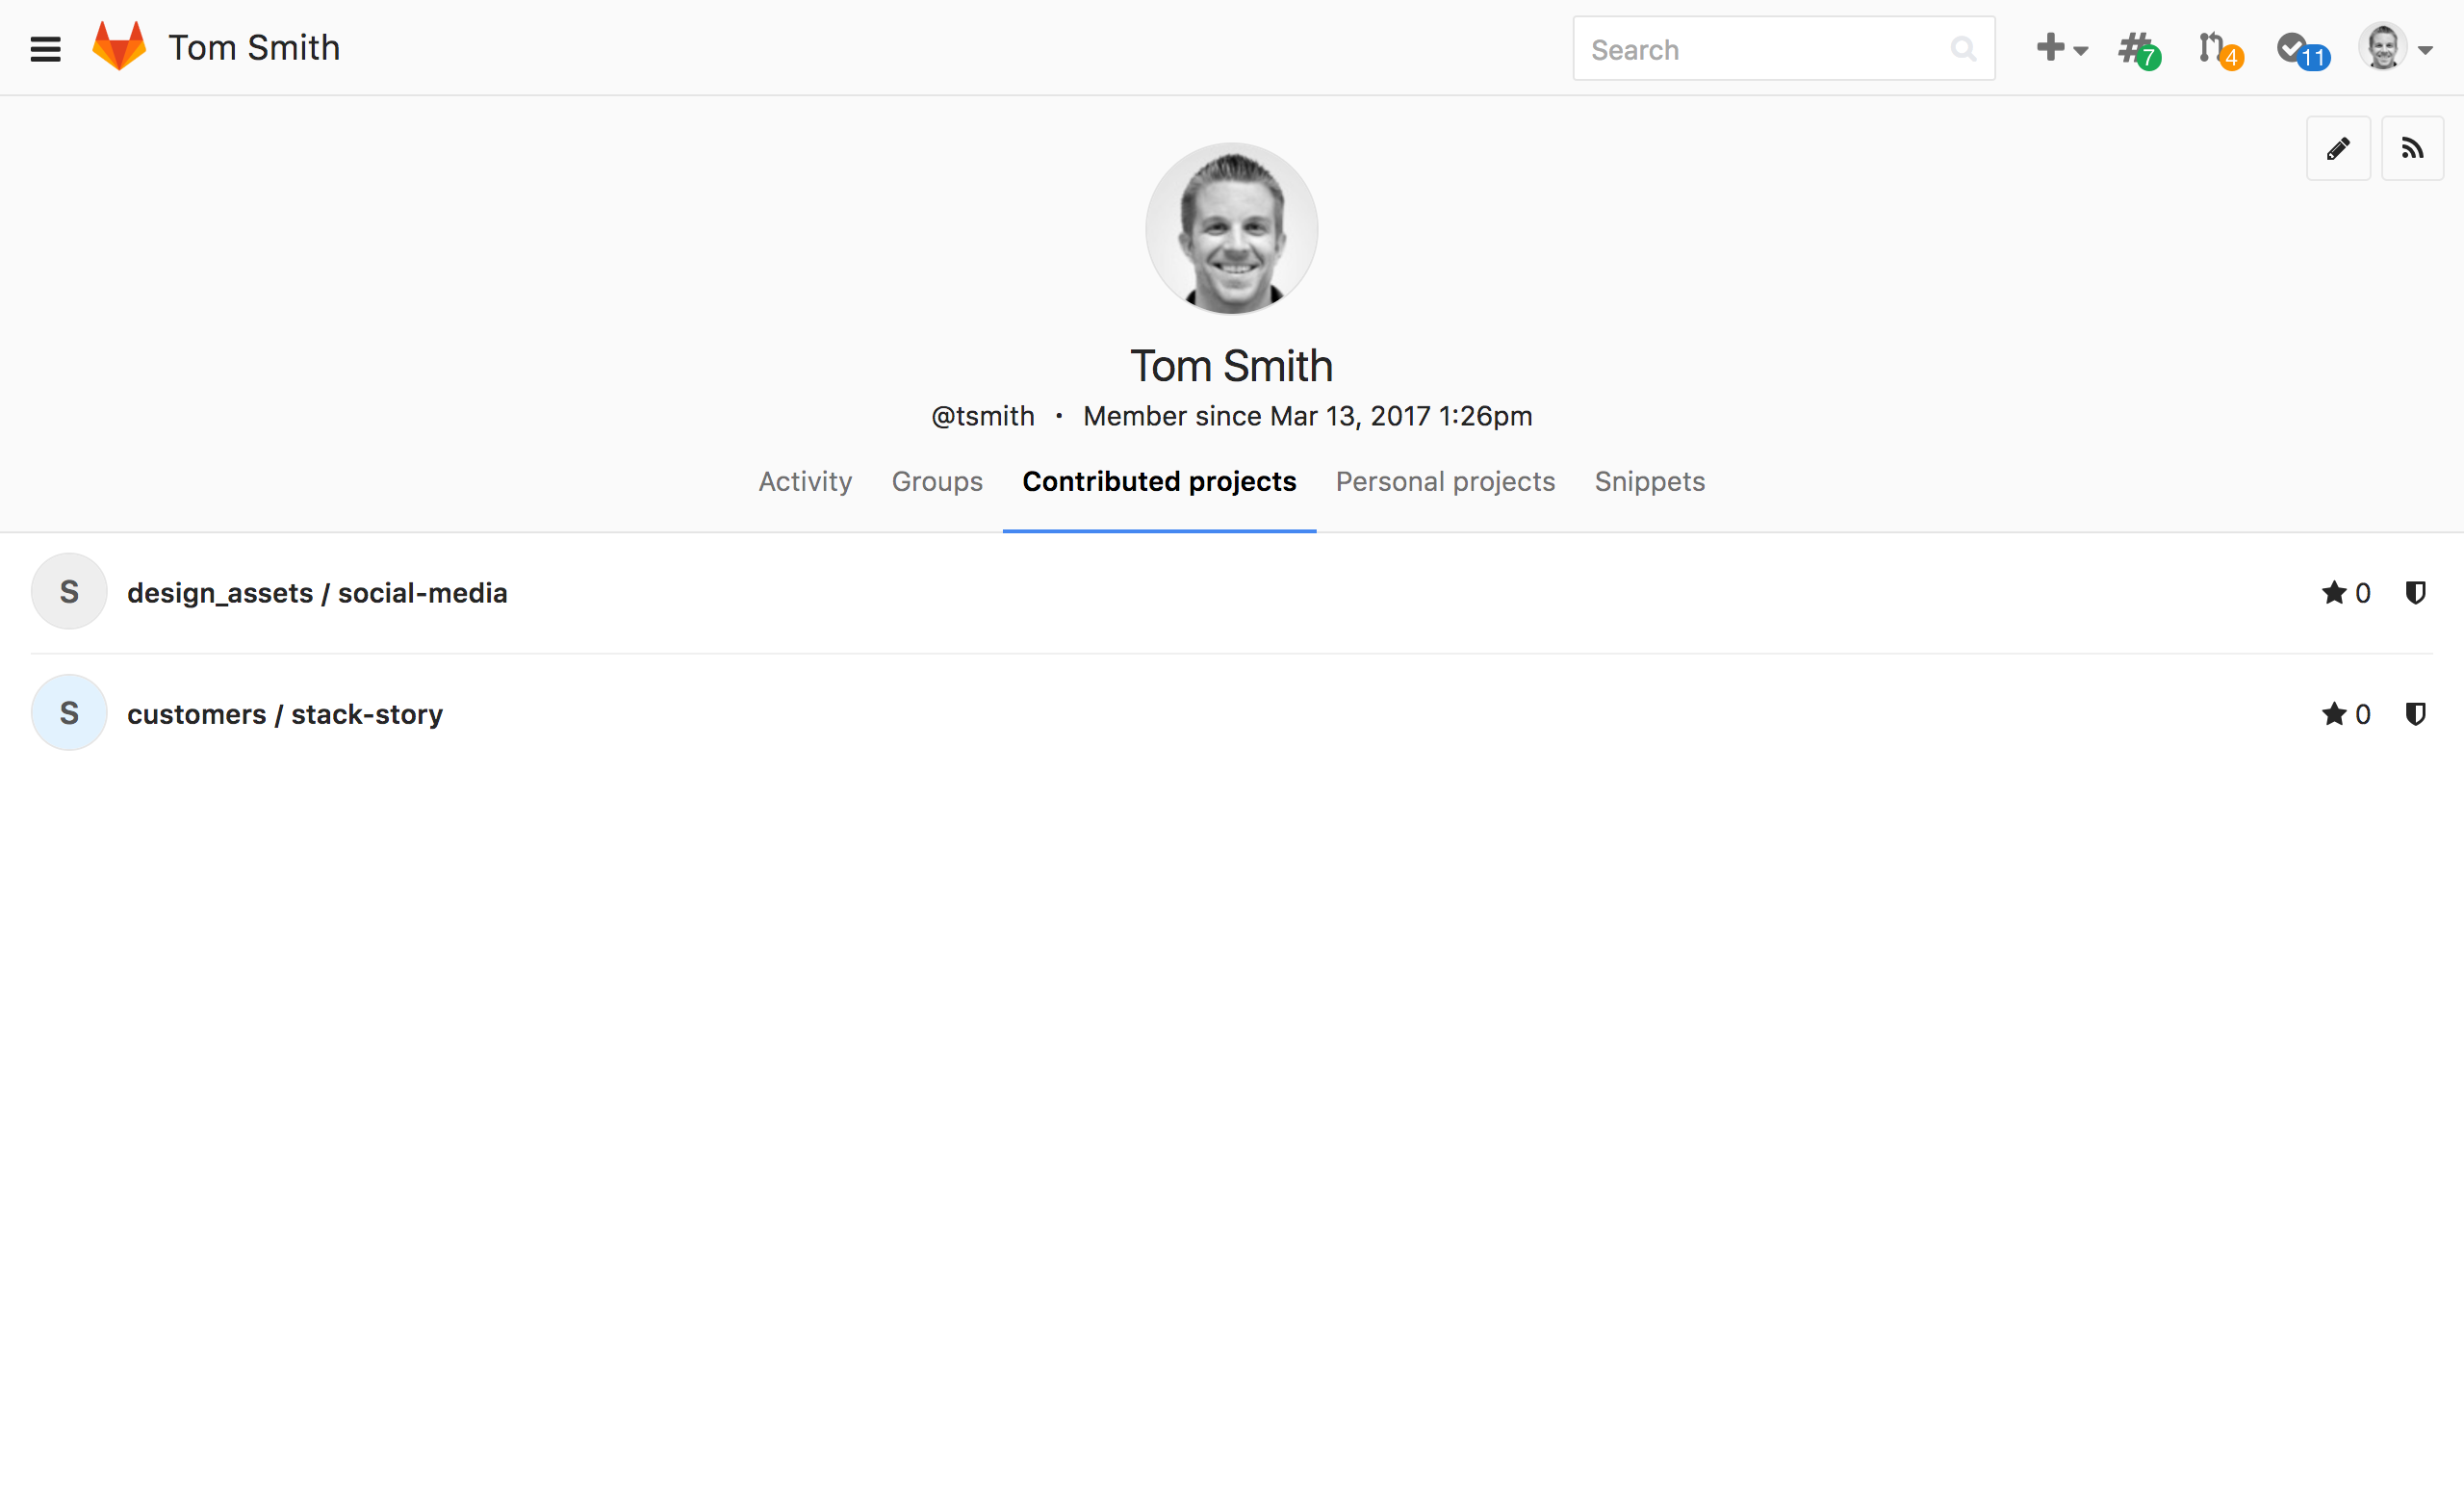 Tom Smith
Search
7
4
11
Tom Smith
@tsmith • Member since Mar 13, 2017 1:26pm
Activity Groups Contributed projects Personal projects Snippets
S design_assets / social-media 0
S customers / stack-story 0